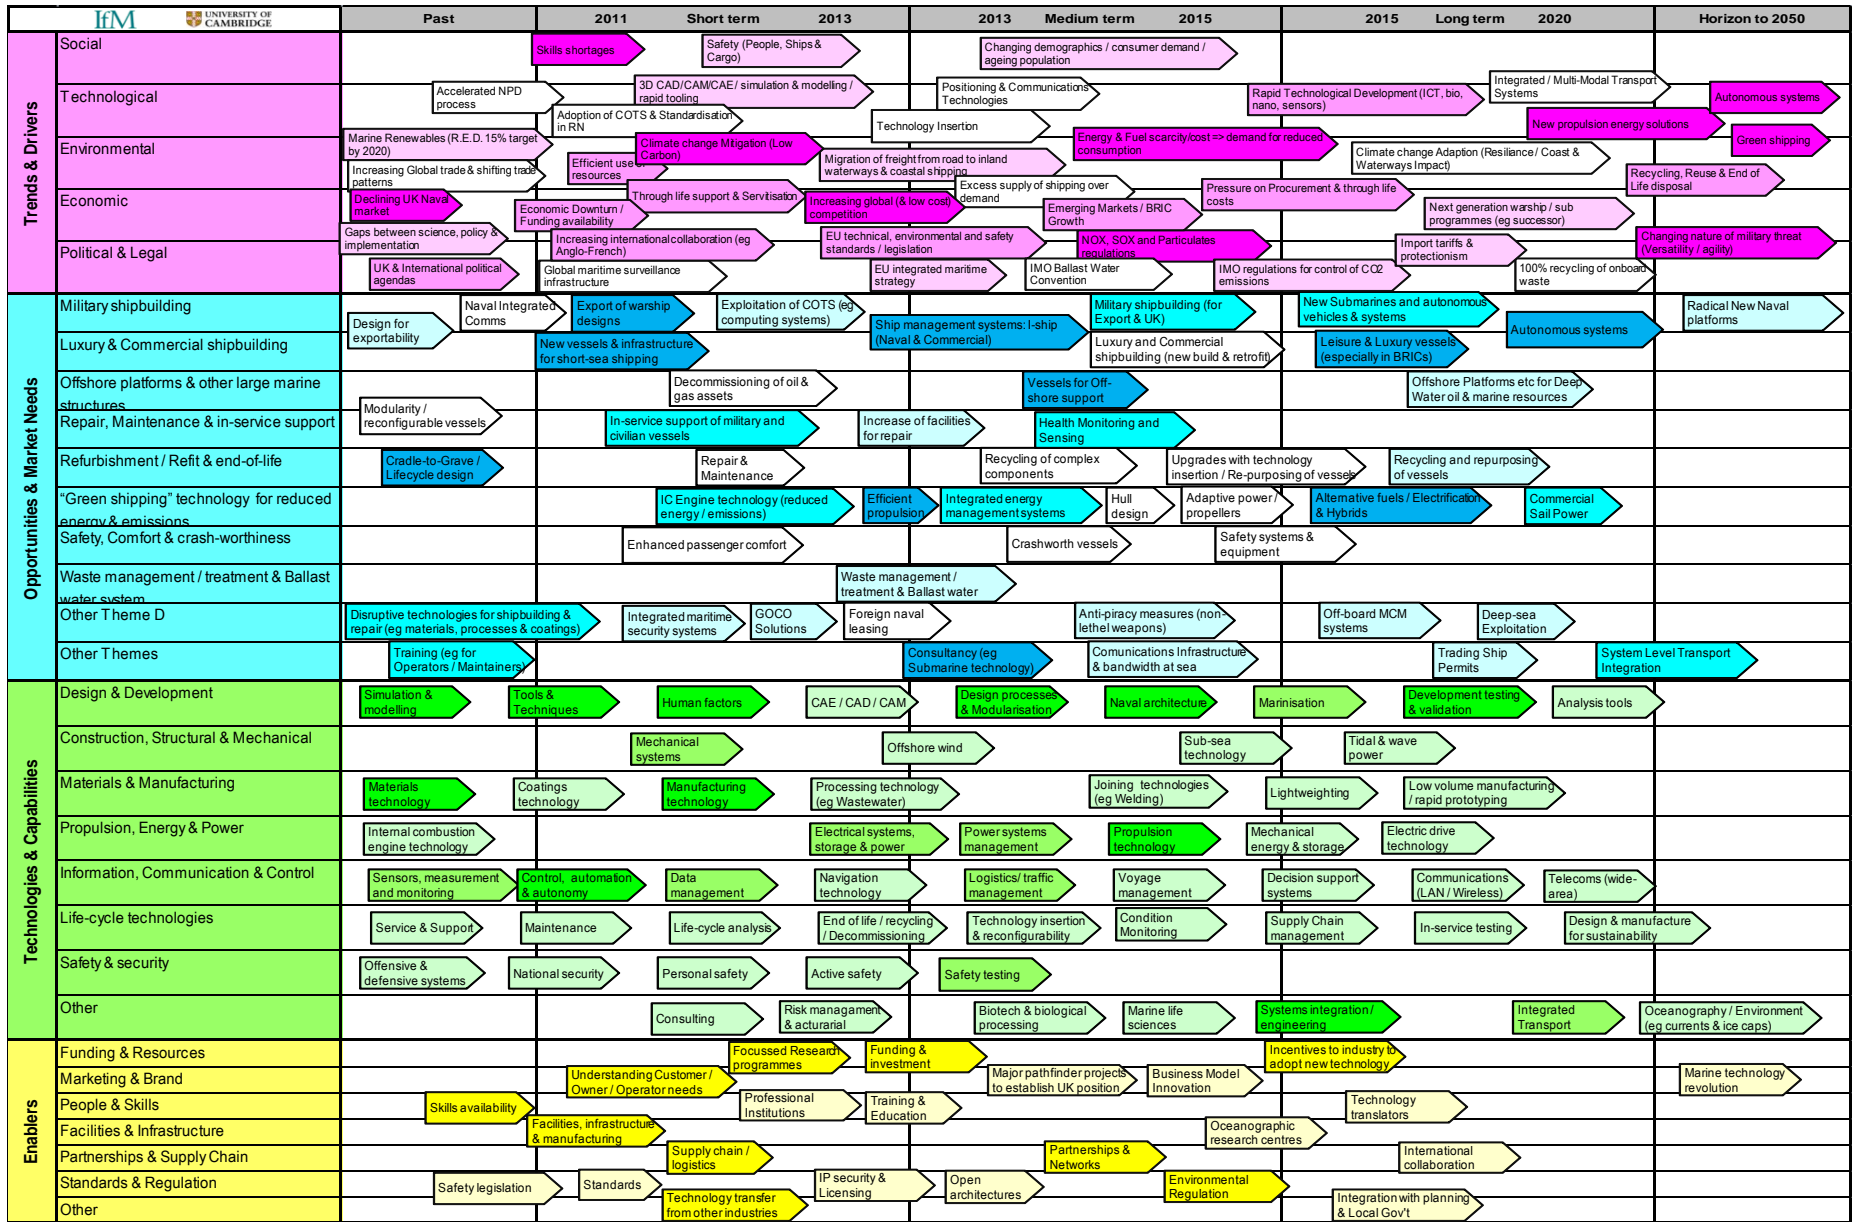 IfM
UNIVERSITY OF
CAMBRIDGE
Past
2011
Short term
2013
2013
Medium term
2015
2015
Long term
2020
Horizon to 2050
Trends & Drivers
Social
Skills shortages
Safety (People, Ships &
Cargo)
Changing demographics / consumer demand /
ageing population
Technological
Accelerated NPD
process
3D CAD/CAM/CAE / simulation & modelling /
rapid tooling
Positioning & Communications
Technologies
Rapid Technological Development (ICT, bio,
nano, sensors)
Integrated / Multi-Modal Transport
Systems
Autonomous systems
Adoption of COTS & Standardisation
in RN
Technology Insertion
New propulsion energy solutions
Environmental
Marine Renewables (R.E.D. 15% target
by 2020)
Climate change Mitigation (Low
Carbon)
Energy & Fuel scarcity/cost => demand for reduced
consumption
Green shipping
Efficient use of
resources
Migration of freight from road to inland
waterways & coastal shipping
Climate change Adaption (Resiliance / Coast &
Waterways Impact)
Increasing Global trade & shifting trade
patterns
Recycling, Reuse & End of
Life disposal
Economic
Declining UK Naval
market
Through life support & Servitisation
Increasing global (& low cost)
competition
Excess supply of shipping over
demand
Pressure on Procurement & through life
costs
Economic Downturn /
Funding availability
Emerging Markets / BRIC
Growth
Next generation warship / sub
programmes (eg successor)
Gaps between science, policy &
implementation
Political & Legal
Increasing international collaboration (eg
Anglo-French)
EU technical, environmental and safety
standards / legislation
NOX, SOX and Particulates
regulations
Import tariffs &
protectionism
Changing nature of military threat
(Versatility / agility)
UK & International political
agendas
Global maritime surveillance
infrastructure
EU integrated maritime
strategy
IMO Ballast Water
Convention
IMO regulations for control of CO2
emissions
100% recycling of onboard
waste
Opportunities & Market Needs
Military shipbuilding
Design for
exportability
Naval Integrated
Comms
Export of warship
designs
Exploitation of COTS (eg
computing systems)
Ship management systems: I-ship
(Naval & Commercial)
Military shipbuilding (for
Export & UK)
New Submarines and autonomous
vehicles & systems
Autonomous systems
Radical New Naval
platforms
Luxury & Commercial shipbuilding
New vessels & infrastructure
for short-sea shipping
Luxury and Commercial
shipbuilding (new build & retrofit)
Leisure & Luxury vessels
(especially in BRICs)
Offshore platforms & other large marine
structures
Decommissioning of oil &
gas assets
Vessels for Off-
shore support
Offshore Platforms etc for Deep
Water oil & marine resources
Modularity /
reconfigurable vessels
Repair, Maintenance & in-service support
In-service support of military and
civilian vessels
Increase of facilities
for repair
Health Monitoring and
Sensing
Refurbishment / Refit & end-of-life
Cradle-to-Grave /
Lifecycle design
Repair &
Maintenance
Recycling of complex
components
Upgrades with technology
insertion / Re-purposing of vessels
Recycling and repurposing
of vessels
“Green shipping” technology for reduced
energy & emissions
IC Engine technology (reduced
energy / emissions)
Efficient
propulsion
Integrated energy
management systems
Hull
design
Adaptive power /
propellers
Alternative fuels / Electrification
& Hybrids
Commercial
Sail Power
Safety, Comfort & crash-worthiness
Enhanced passenger comfort
Crashworth vessels
Safety systems &
equipment
Waste management / treatment & Ballast
water system
Waste management /
treatment & Ballast water
Other Theme D
Disruptive technologies for shipbuilding &
repair (eg materials, processes & coatings)
Integrated maritime
security systems
GOCO
Solutions
Foreign naval
leasing
Anti-piracy measures (non-
lethel weapons)
Off-board MCM
systems
Deep-sea
Exploitation
Other Themes
Training (eg for
Operators / Maintainers)
Consultancy (eg
Submarine technology)
Comunications Infrastructure
& bandwidth at sea
Trading Ship
Permits
System Level Transport
Integration
Technologies & Capabilities
Design & Development
Simulation &
modelling
Tools &
Techniques
Human factors
CAE / CAD / CAM
Design processes
& Modularisation
Naval architecture
Marinisation
Development testing
& validation
Analysis tools
Construction, Structural & Mechanical
Mechanical
systems
Offshore wind
Sub-sea
technology
Tidal & wave
power
Materials & Manufacturing
Materials
technology
Coatings
technology
Manufacturing
technology
Processing technology
(eg Wastewater)
Joining technologies
(eg Welding)
Lightweighting
Low volume manufacturing
/ rapid prototyping
Propulsion, Energy & Power
Internal combustion
engine technology
Electrical systems,
storage & power
Power systems
management
Propulsion
technology
Mechanical
energy & storage
Electric drive
technology
Information, Communication & Control
Sensors, measurement
and monitoring
Control, automation
& autonomy
Data
management
Navigation
technology
Logistics/ traffic
management
Voyage
management
Decision support
systems
Communications
(LAN / Wireless)
Telecoms (wide-
area)
Life-cycle technologies
Service & Support
Maintenance
Life-cycle analysis
End of life / recycling
/ Decommissioning
Technology insertion
& reconfigurability
Condition
Monitoring
Supply Chain
management
In-service testing
Design & manufacture
for sustainability
Safety & security
Offensive &
defensive systems
National security
Personal safety
Active safety
Safety testing
Other
Consulting
Risk managament
& acturarial
Biotech & biological
processing
Marine life
sciences
Systems integration /
engineering
Integrated
Transport
Oceanography / Environment
(eg currents & ice caps)
Enablers
Funding & Resources
Focussed Research
programmes
Funding &
investment
Incentives to industry to
adopt new technology
Marketing & Brand
Understanding Customer /
Owner / Operator needs
Major pathfinder projects
to establish UK position
Business Model
Innovation
Marine technology
revolution
People & Skills
Skills availability
Professional
Institutions
Training &
Education
Technology
translators
Facilities & Infrastructure
Facilities, infrastructure
& manufacturing
Oceanographic
research centres
Partnerships & Supply Chain
Supply chain /
logistics
Partnerships &
Networks
International
collaboration
Standards & Regulation
Safety legislation
Standards
IP security &
Licensing
Open
architectures
Environmental
Regulation
Other
Technology transfer
from other industries
Integration with planning
& Local Gov't